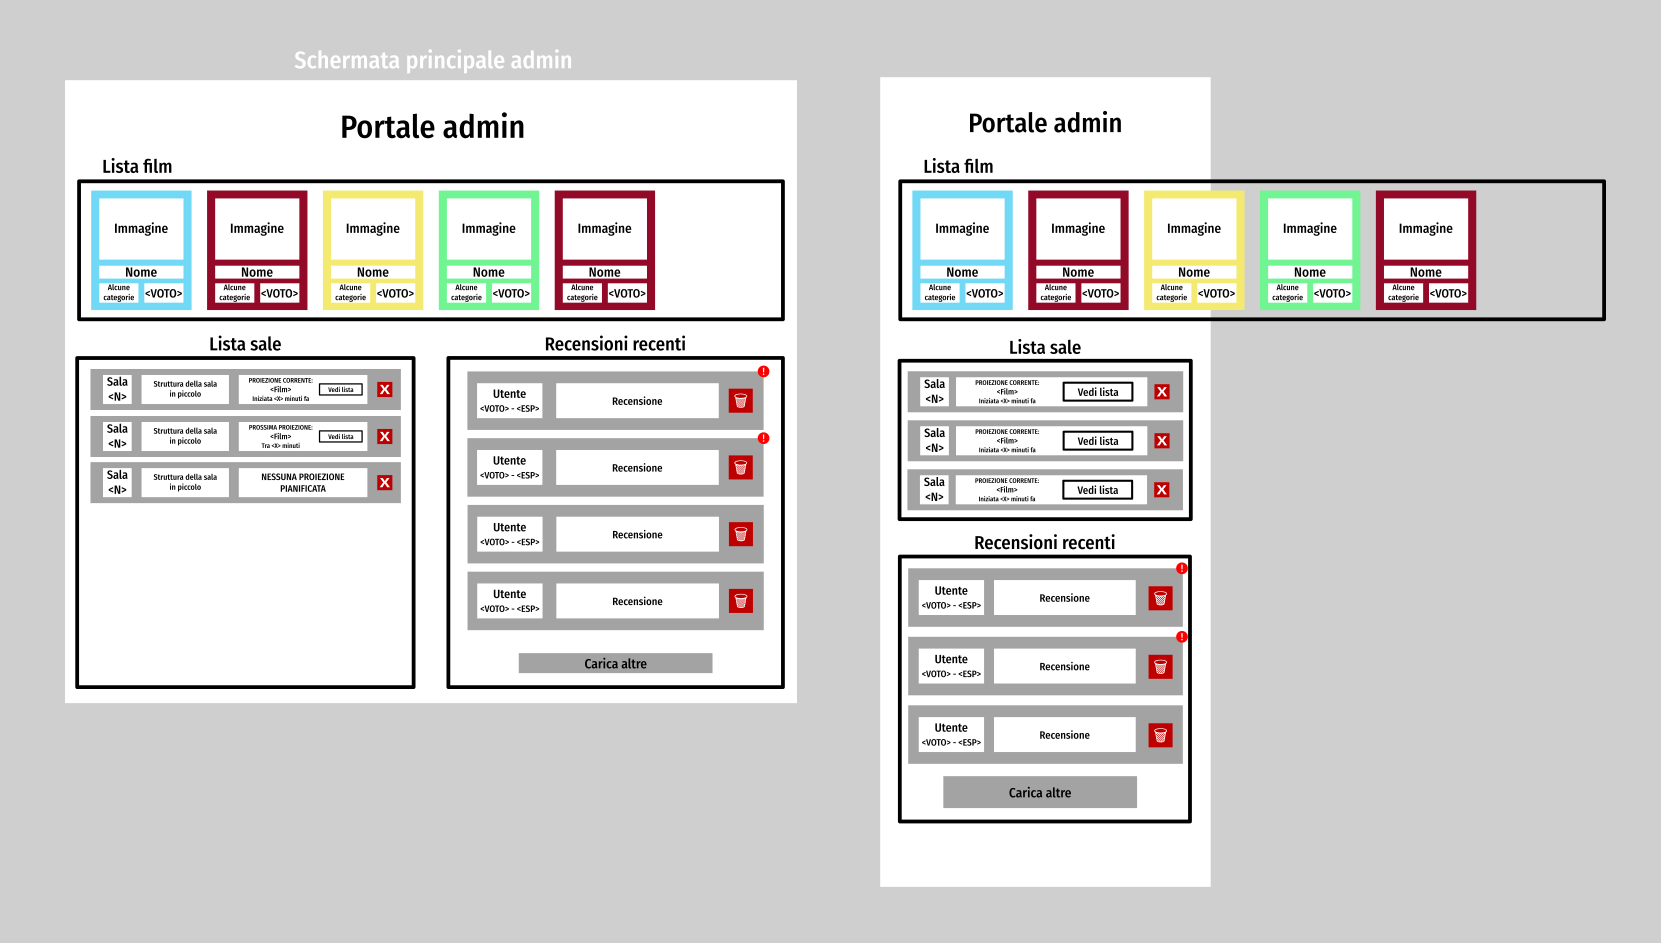 Schermata principale admin
Portale admin
Lista film
Immagine
Nome
Alcune
categorie
<VOTO>
Immagine
Nome
Alcune
categorie
<VOTO>
Immagine
Nome
Alcune
categorie
<VOTO>
Immagine
Nome
Alcune
categorie
<VOTO>
Immagine
Nome
Alcune
categorie
<VOTO>
Lista sale
Sala
<N>
Struttura della sala
in piccolo
PROIEZIONE CORRENTE:
<Film>
Iniziata <X> minuti fa
Vedi lista
X
Sala
<N>
Struttura della sala
in piccolo
PROSSIMA PROIEZIONE:
<Film>
Tra <X> minuti
Vedi lista
X
Sala
<N>
Struttura della sala
in piccolo
NESSUNA PROIEZIONE
PIANIFICATA
X
Recensioni recenti
!
Utente
<VOTO> - <ESP>
Recensione
!
Utente
<VOTO> - <ESP>
Recensione
Utente
<VOTO> - <ESP>
Recensione
Utente
<VOTO> - <ESP>
Recensione
Carica altre
Portale admin
Lista film
Immagine
Nome
Alcune
categorie
<VOTO>
Immagine
Nome
Alcune
categorie
<VOTO>
Immagine
Nome
Alcune
categorie
<VOTO>
Immagine
Nome
Alcune
categorie
<VOTO>
Immagine
Nome
Alcune
categorie
<VOTO>
Lista sale
Sala
<N>
PROIEZIONE CORRENTE:
<Film>
Iniziata <X> minuti fa
Vedi lista
X
Sala
<N>
PROIEZIONE CORRENTE:
<Film>
Iniziata <X> minuti fa
Vedi lista
X
Sala
<N>
PROIEZIONE CORRENTE:
<Film>
Iniziata <X> minuti fa
Vedi lista
X
Recensioni recenti
!
Utente
<VOTO> - <ESP>
Recensione
!
Utente
<VOTO> - <ESP>
Recensione
Utente
<VOTO> - <ESP>
Recensione
Carica altre